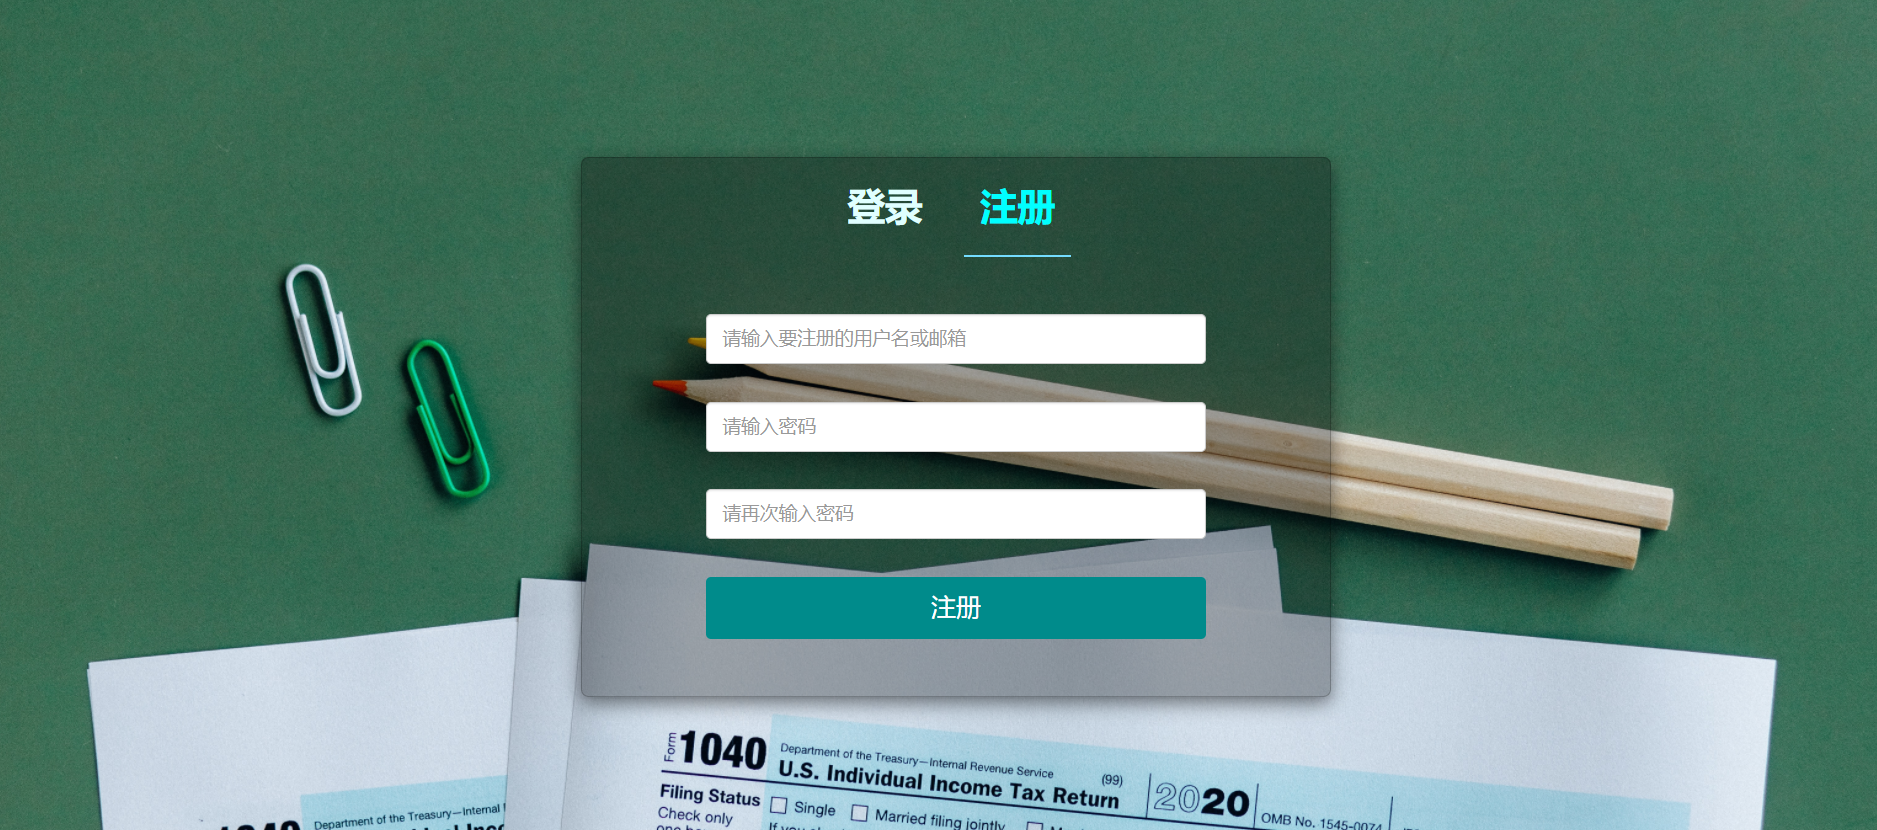 登录 注册
请输入要注册的用户名或邮箱
请输入密码
请再次输入密码
注册
Form 1040
Department of the Treasury—Internal Revenue Service (99)
U.S. Individual Income Tax Return
2020
OMB No. 1545-0074
Filing Status
Check only
Single
Married filing jointly
1040
Department of the Treasury—Internal